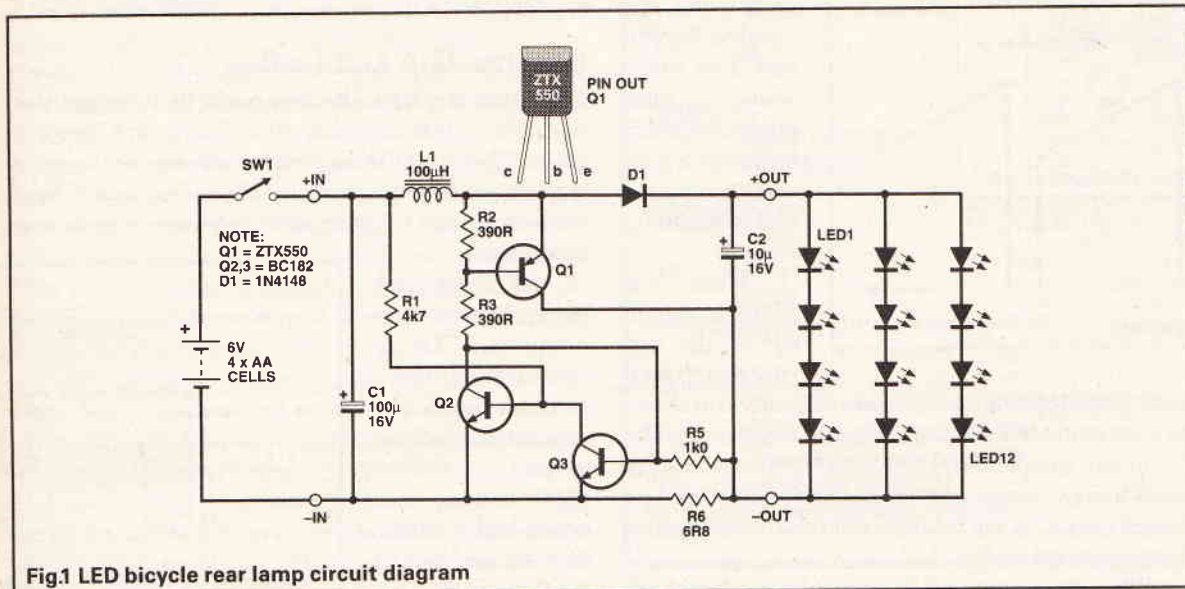 ZTX
550
PIN OUT
Q1
c b e
SW1
+IN
L1
100µH
D1
+OUT
NOTE:
Q1 = ZTX550
Q2,3 = BC182
D1 = 1N4148
R2
390R
Q1
R3
390R
R1
4k7
C2
10µ
16V
LED1
+
6V
4 x AA
CELLS
+
C1
100µ
16V
Q2
Q3
R5
1k0
R6
6R8
LED12
+
–IN
–OUT
Fig.1 LED bicycle rear lamp circuit diagram